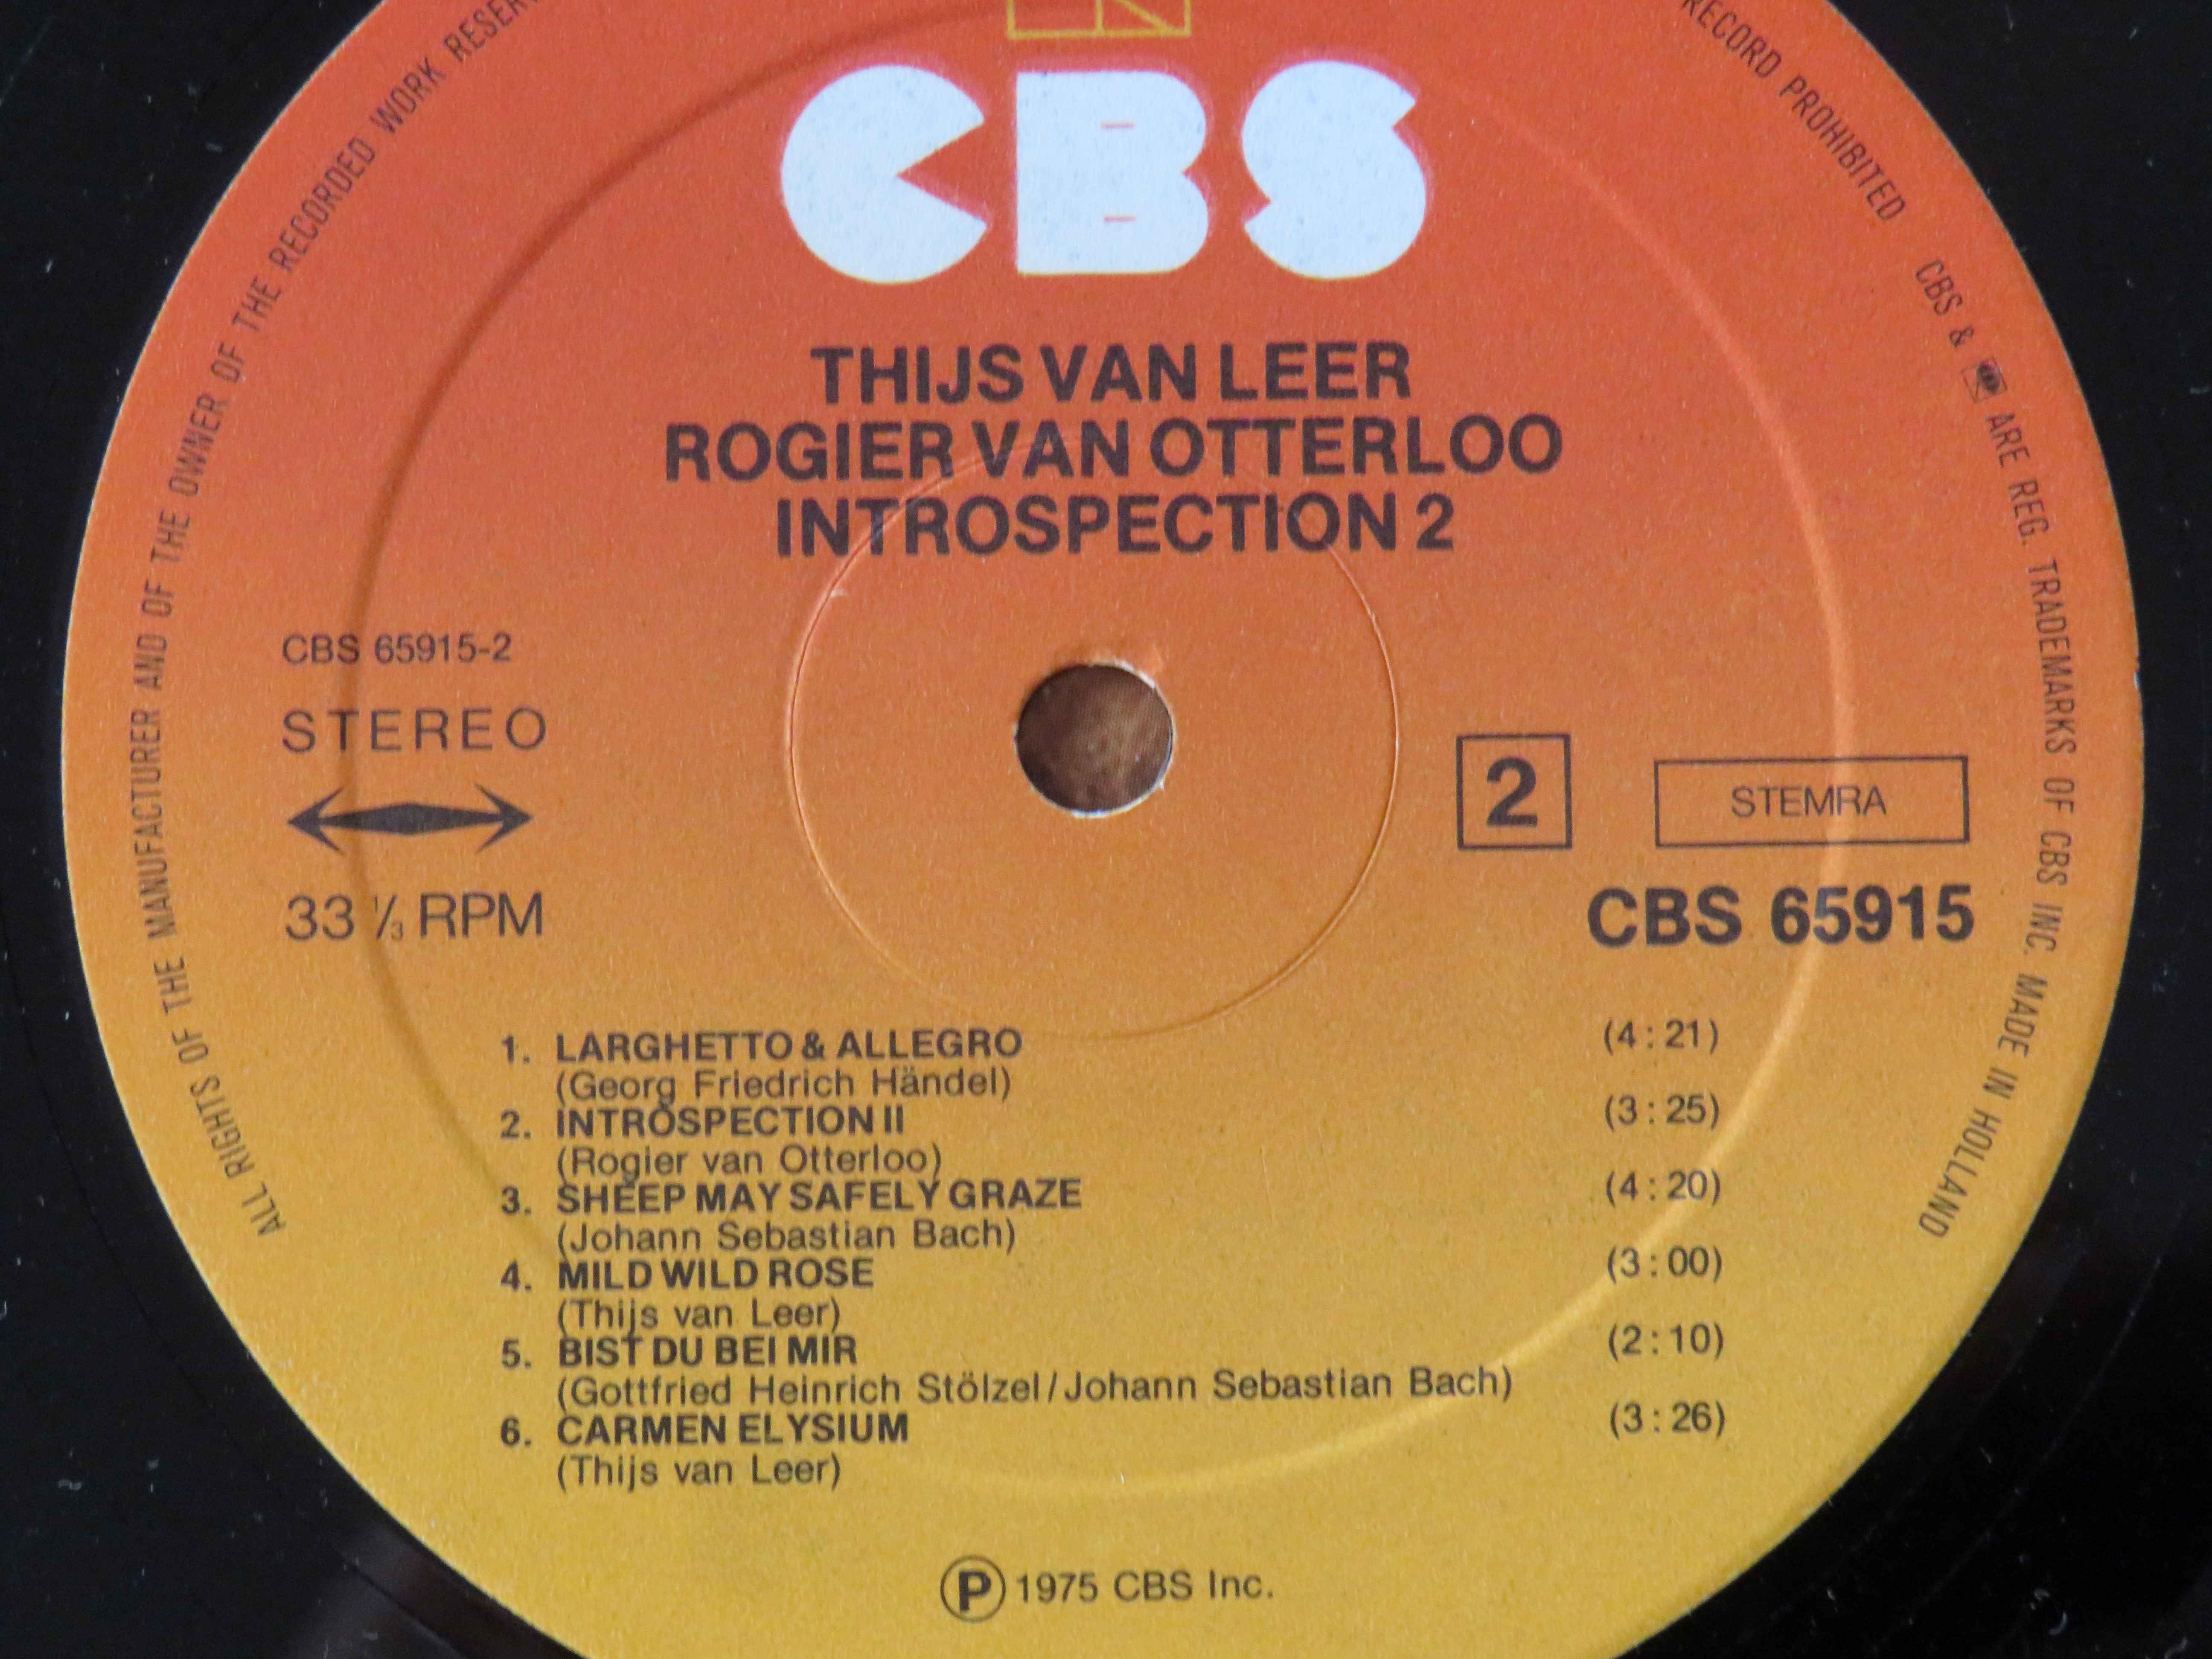 CBS
THIJS VAN LEER
ROGIER VAN OTTERLOO
INTROSPECTION 2
CBS 65915-2
STEREO
33 1/3 RPM
2
STEMRA
CBS 65915
1. LARGHETTO & ALLEGRO (4:21)
(Georg Friedrich Händel)
2. INTROSPECTION II (3:25)
(Rogier van Otterloo)
3. SHEEP MAY SAFELY GRAZE (4:20)
(Johann Sebastian Bach)
4. MILD WILD ROSE (3:00)
(Thijs van Leer)
5. BIST DU BEI MIR (2:10)
(Gottfried Heinrich Stölzel/Johann Sebastian Bach)
6. CARMEN ELYSIUM (3:26)
(Thijs van Leer)
Ⓟ 1975 CBS Inc.
ALL RIGHTS OF THE MANUFACTURER AND OF THE OWNER OF THE RECORDED WORK
RECORD PROHIBITED CBS & ARE REG. TRADEMARKS OF CBS INC. MADE IN HOLLAND